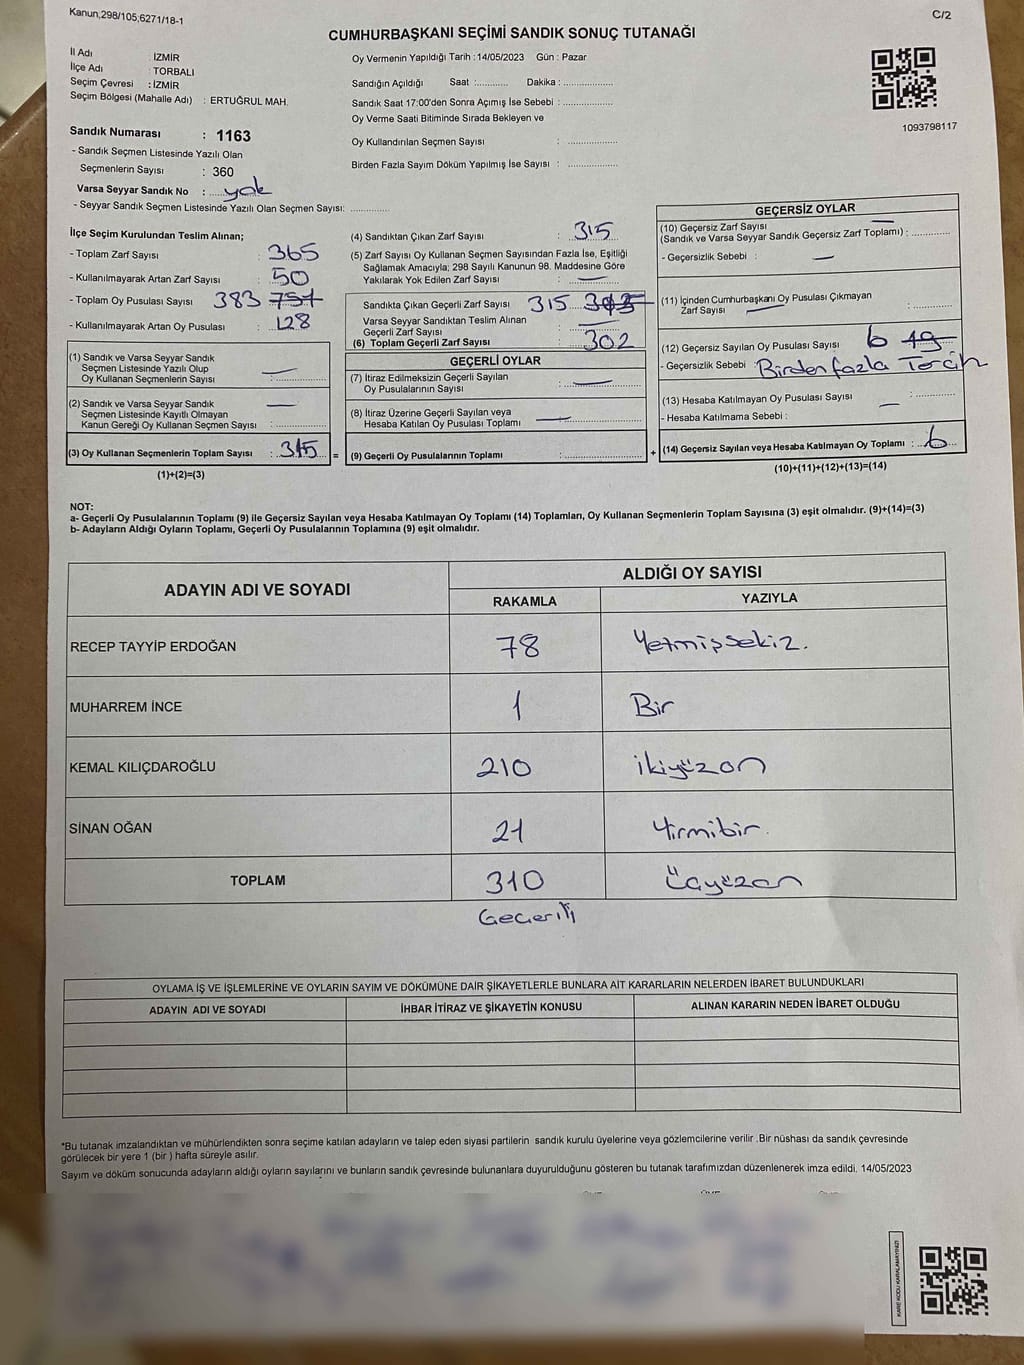 Kanun,298/105,6271/18-1
C/2
CUMHURBAŞKANI SEÇİMİ SANDIK SONUÇ TUTANAĞI
İl Adı : İZMİR
İlçe Adı : TORBALI
Seçim Çevresi : İZMİR
Seçim Bölgesi (Mahalle Adı) : ERTUĞRUL MAH.
Sandık Numarası : 1163
- Sandık Seçmen Listesinde Yazılı Olan
Seçmenlerin Sayısı : 360
Varsa Seyyar Sandık No : yok
- Seyyar Sandık Seçmen Listesinde Yazılı Olan Seçmen Sayısı: ............
Oy Vermenin Yapıldığı Tarih : 14/05/2023 Gün : Pazar
Sandığın Açıldığı Saat :........... Dakika :................
Sandık Saat 17:00'den Sonra Açımış İse Sebebi : ................
Oy Verme Saati Bitiminde Sırada Bekleyen ve
Oy Kullandırılan Seçmen Sayısı : ................
Birden Fazla Sayım Döküm Yapılmış İse Sayısı : ................
1093798117
İlçe Seçim Kurulundan Teslim Alınan;
- Toplam Zarf Sayısı : 365
- Kullanılmayarak Artan Zarf Sayısı : 50
- Toplam Oy Pusulası Sayısı 383 757
- Kullanılmayarak Artan Oy Pusulası : 128
(1) Sandık ve Varsa Seyyar Sandık
Seçmen Listesinde Yazılı Olup
Oy Kullanan Seçmenlerin Sayısı : —
(2) Sandık ve Varsa Seyyar Sandık
Seçmen Listesinde Kayıtlı Olmayan
Kanun Gereği Oy Kullanan Seçmen Sayısı : —
(3) Oy Kullanan Seçmenlerin Toplam Sayısı : 315 =
(1)+(2)=(3)
(4) Sandıktan Çıkan Zarf Sayısı : 315
(5) Zarf Sayısı Oy Kullanan Seçmen Sayısından Fazla İse, Eşitliği
Sağlamak Amacıyla; 298 Sayılı Kanunun 98. Maddesine Göre
Yakılarak Yok Edilen Zarf Sayısı : —
Sandıkta Çıkan Geçerli Zarf Sayısı 315
Varsa Seyyar Sandıktan Teslim Alınan
Geçerli Zarf Sayısı : —
(6) Toplam Geçerli Zarf Sayısı : 302
GEÇERLİ OYLAR
(7) İtiraz Edilmeksizin Geçerli Sayılan
Oy Pusulalarının Sayısı : —
(8) İtiraz Üzerine Geçerli Sayılan veya
Hesaba Katılan Oy Pusulası Toplamı : —
(9) Geçerli Oy Pusulalarının Toplamı :................ +
GEÇERSİZ OYLAR
(10) Geçersiz Zarf Sayısı —
(Sandık ve Varsa Seyyar Sandık Geçersiz Zarf Toplamı) : ............
- Geçersizlik Sebebi : —
(11) İçinden Cumhurbaşkanı Oy Pusulası Çıkmayan
Zarf Sayısı — :............
(12) Geçersiz Sayılan Oy Pusulası Sayısı 6 19
- Geçersizlik Sebebi : Birden fazla Tercih
(13) Hesaba Katılmayan Oy Pusulası Sayısı : —
- Hesaba Katılmama Sebebi :
(14) Geçersiz Sayılan veya Hesaba Katılmayan Oy Toplamı : 6
(10)+(11)+(12)+(13)=(14)
NOT:
a- Geçerli Oy Pusulalarının Toplamı (9) ile Geçersiz Sayılan veya Hesaba Katılmayan Oy Toplamı (14) Toplamları, Oy Kullanan Seçmenlerin Toplam Sayısına (3) eşit olmalıdır. (9)+(14)=(3)
b- Adayların Aldığı Oyların Toplamı, Geçerli Oy Pusulalarının Toplamına (9) eşit olmalıdır.
ADAYIN ADI VE SOYADI ALDIĞI OY SAYISI
RAKAMLA YAZIYLA
RECEP TAYYİP ERDOĞAN 78 Yetmişsekiz.
MUHARREM İNCE 1 Bir
KEMAL KILIÇDAROĞLU 210 ikiyüzon
SİNAN OĞAN 21 Yirmibir.
TOPLAM 310 Üçyüzon
Geçerli
OYLAMA İŞ VE İŞLEMLERİNE VE OYLARIN SAYIM VE DÖKÜMÜNE DAİR ŞİKAYETLERLE BUNLARA AİT KARARLARIN NELERDEN İBARET BULUNDUKLARI
ADAYIN ADI VE SOYADI İHBAR İTİRAZ VE ŞİKAYETİN KONUSU ALINAN KARARIN NEDEN İBARET OLDUĞU
*Bu tutanak imzalandıktan ve mühürlendikten sonra seçime katılan adayların ve talep eden siyasi partilerin sandık kurulu üyelerine veya gözlemcilerine verilir .Bir nüshası da sandık çevresinde
görülecek bir yere 1 (bir ) hafta süreyle asılır.
Sayım ve döküm sonucunda adayların aldığı oyların sayılarını ve bunların sandık çevresinde bulunanlara duyurulduğunu gösteren bu tutanak tarafımızdan düzenlenerek imza edildi, 14/05/2023
KARE KODU KARALAMAYINIZ!